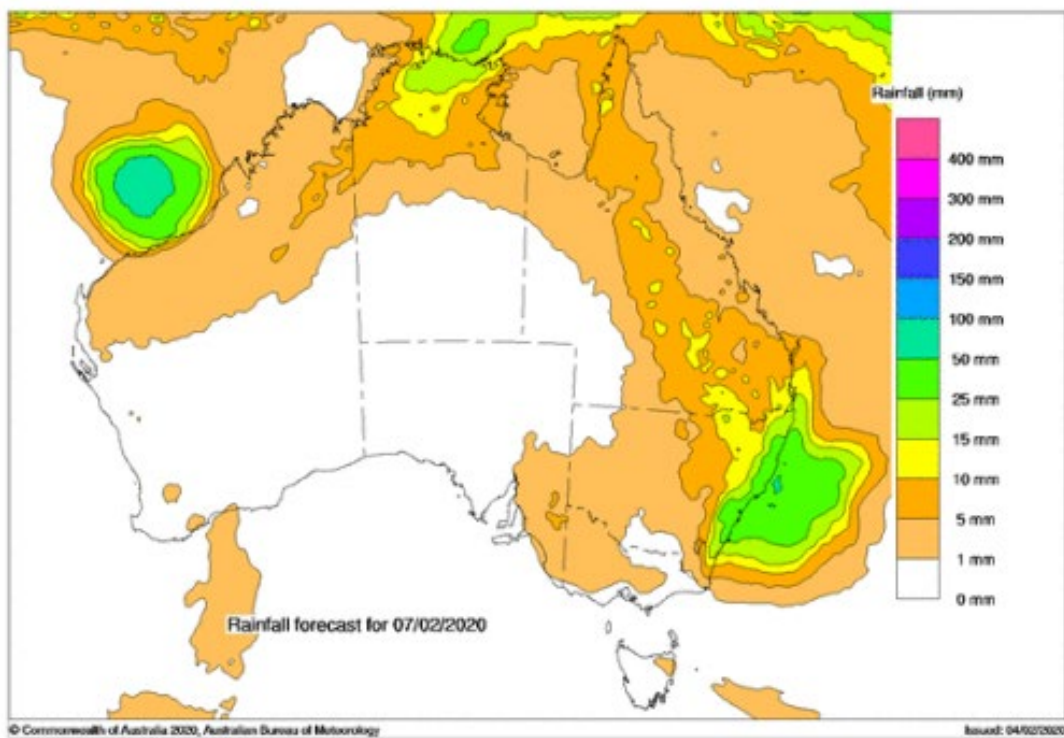 Rainfall (mm)
400 mm
300 mm
200 mm
150 mm
100 mm
50 mm
25 mm
15 mm
10 mm
5 mm
1 mm
0 mm
Rainfall forecast for 07/02/2020
© Commonwealth of Australia 2020, Australian Bureau of Meteorology
Issued: 04/02/2020